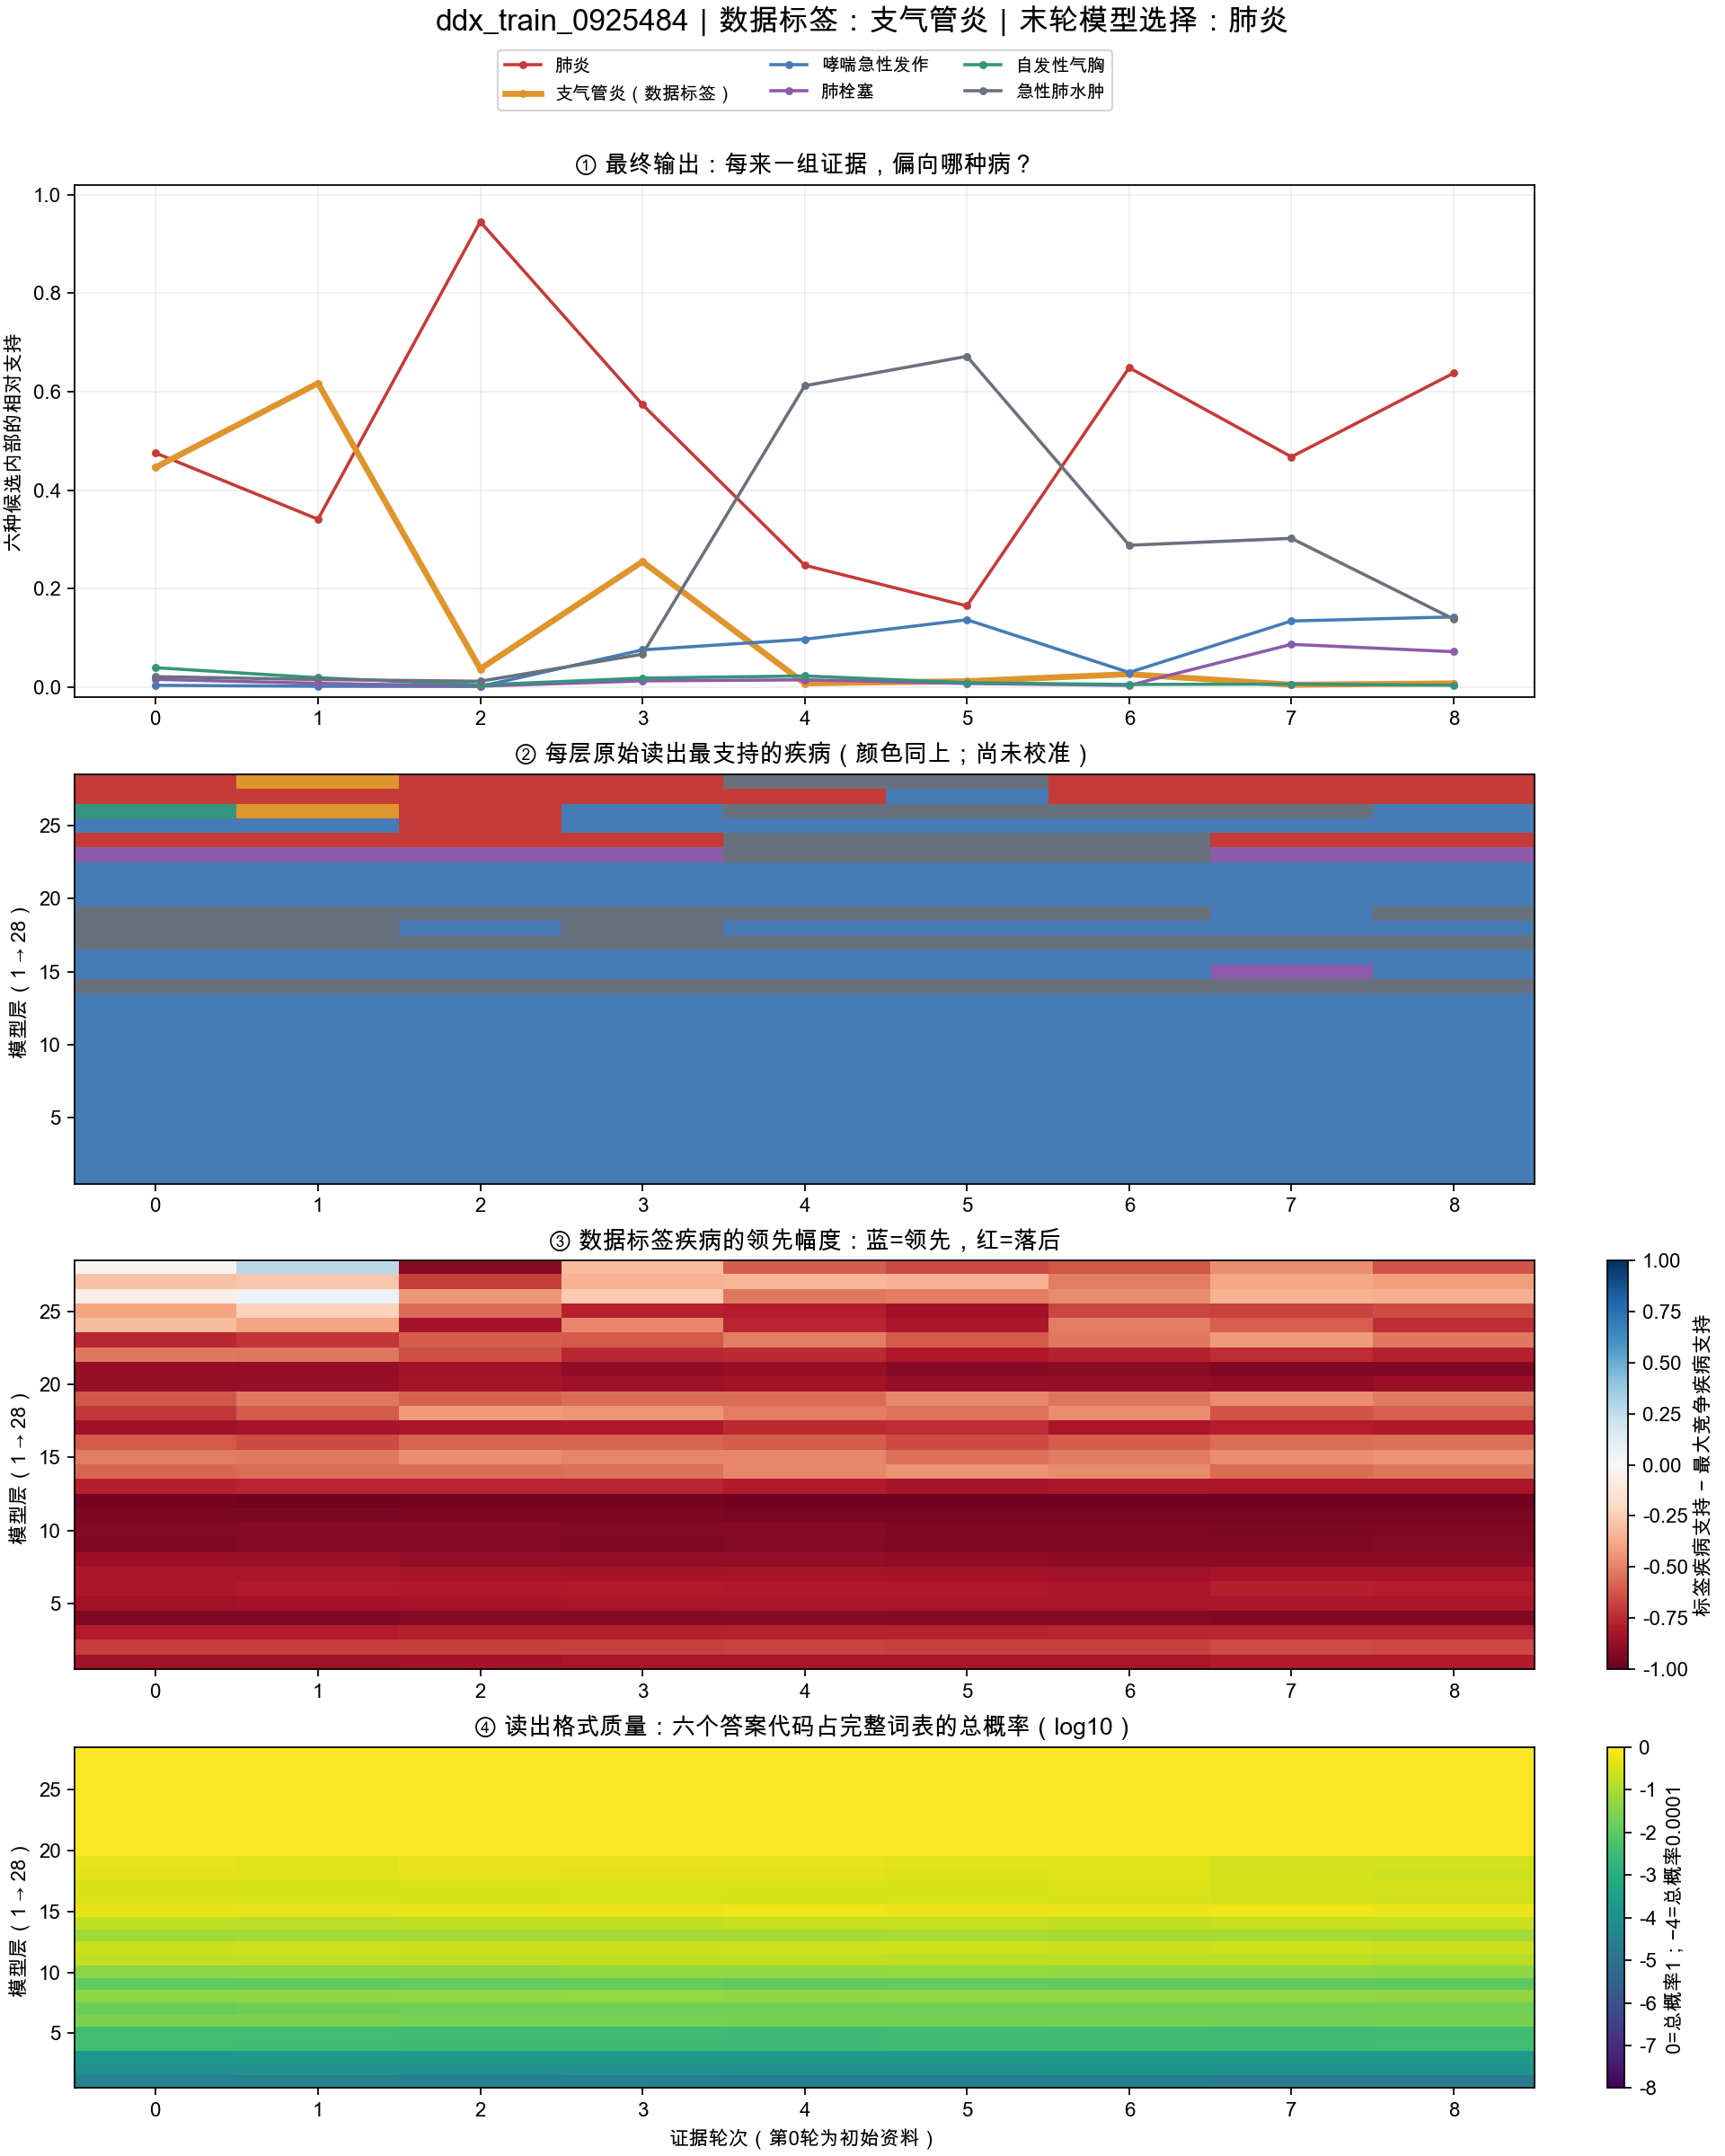 ddx_train_0925484 | 数据标签：支气管炎 | 末轮模型选择：肺炎
肺炎
支气管炎（数据标签）
哮喘急性发作
肺栓塞
自发性气胸
急性肺水肿
① 最终输出：每来一组证据，偏向哪种病？
六种候选内部的相对支持
1.0
0.8
0.6
0.4
0.2
0.0
0 1 2 3 4 5 6 7 8
② 每层原始读出最支持的疾病（颜色同上；尚未校准）
模型层（1→28）
25
20
15
10
5
0 1 2 3 4 5 6 7 8
③ 数据标签疾病的领先幅度：蓝=领先，红=落后
模型层（1→28）
25
20
15
10
5
0 1 2 3 4 5 6 7 8
1.00
0.75
0.50
0.25
0.00
-0.25
-0.50
-0.75
-1.00
标签疾病支持 − 最大竞争疾病支持
④ 读出格式质量：六个答案代码占完整词表的总概率（log10）
模型层（1→28）
25
20
15
10
5
0 1 2 3 4 5 6 7 8
证据轮次（第0轮为初始资料）
0
-1
-2
-3
-4
-5
-6
-7
-8
0=总概率1；−4=总概率0.0001